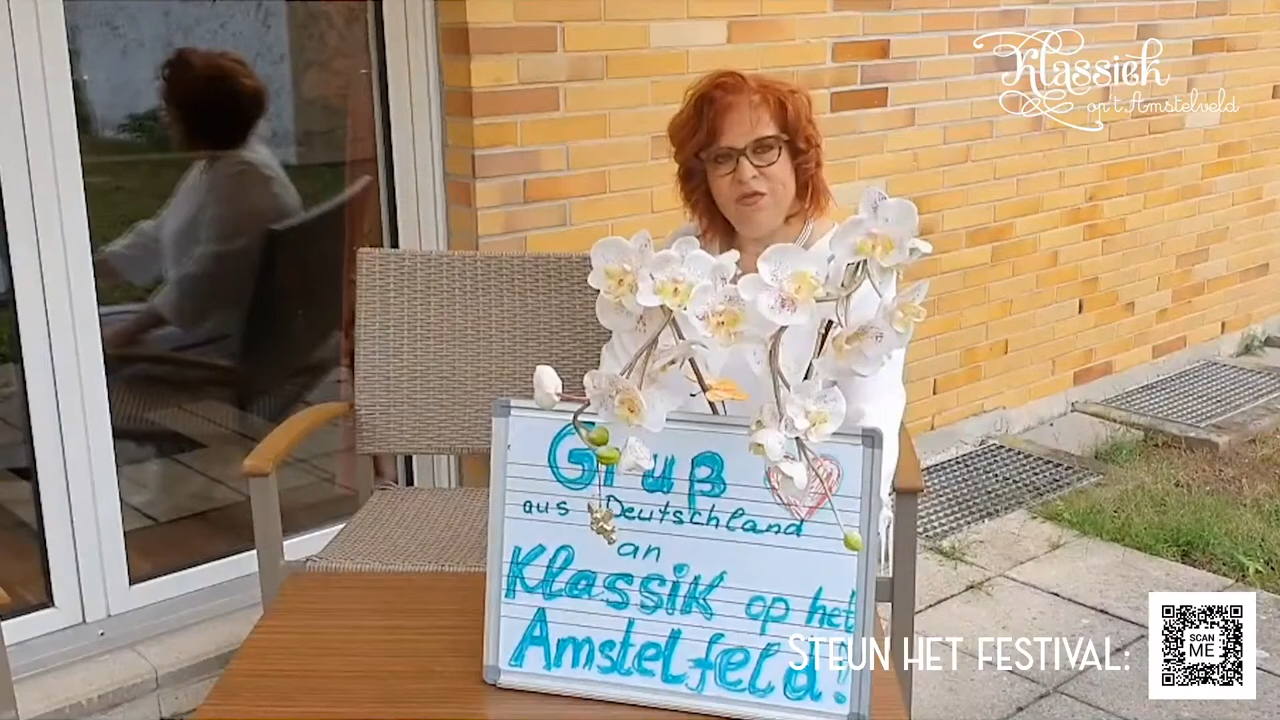 Klassiek
op 't Amstelveld
Gruß
aus Deutschland
an
Klassik op het
Amstelfeld!
STEUN HET FESTIVAL:
SCAN
ME